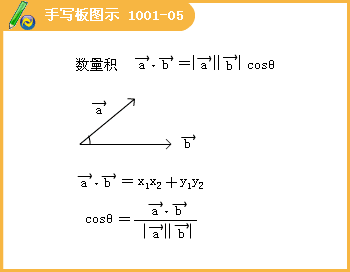 手写板图示 1001-05
数量积 a⃗·b⃗=|a⃗||b⃗| cosθ
a⃗
b⃗
a⃗·b⃗=x₁x₂+y₁y₂
cosθ=a⃗·b⃗/|a⃗||b⃗|